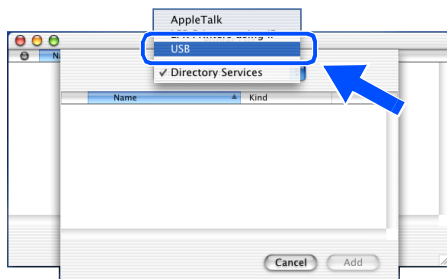 AppleTalk
USB
✓ Directory Services
Name Kind
Cancel Add